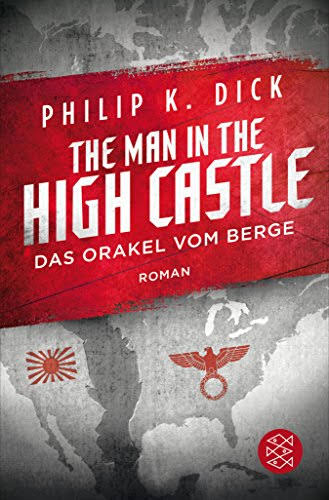 PHILIP K. DICK
THE MAN IN THE
HIGH CASTLE
DAS ORAKEL VOM BERGE
ROMAN